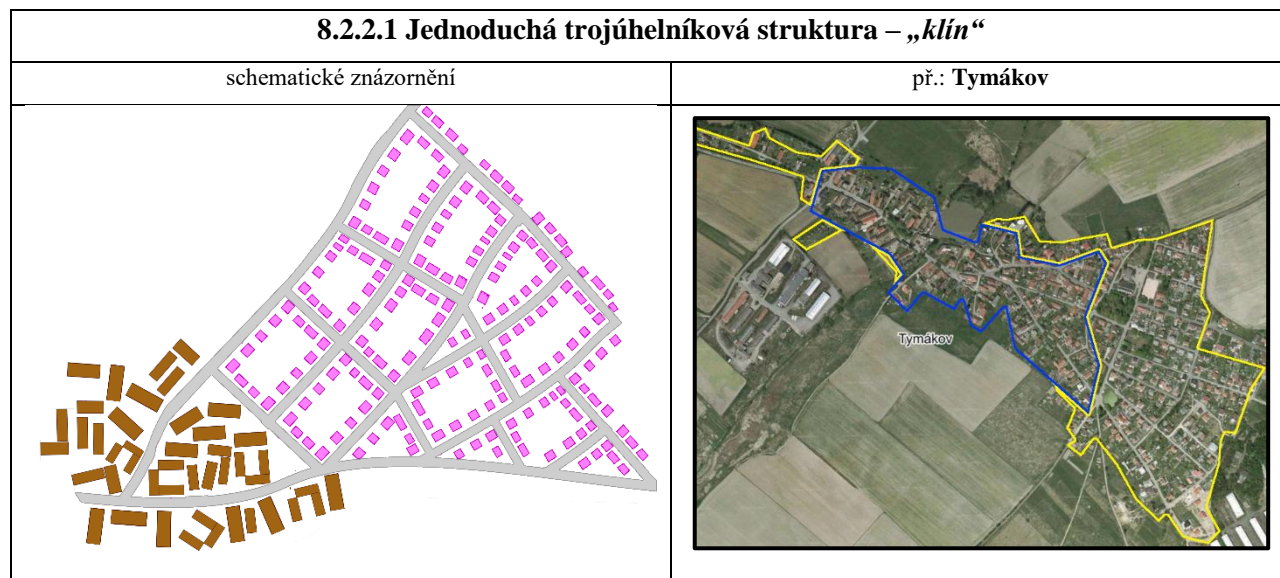 8.2.2.1 Jednoduchá trojúhelníková struktura – „klín“
schematické znázornění
př.: Tymákov
Tymákov